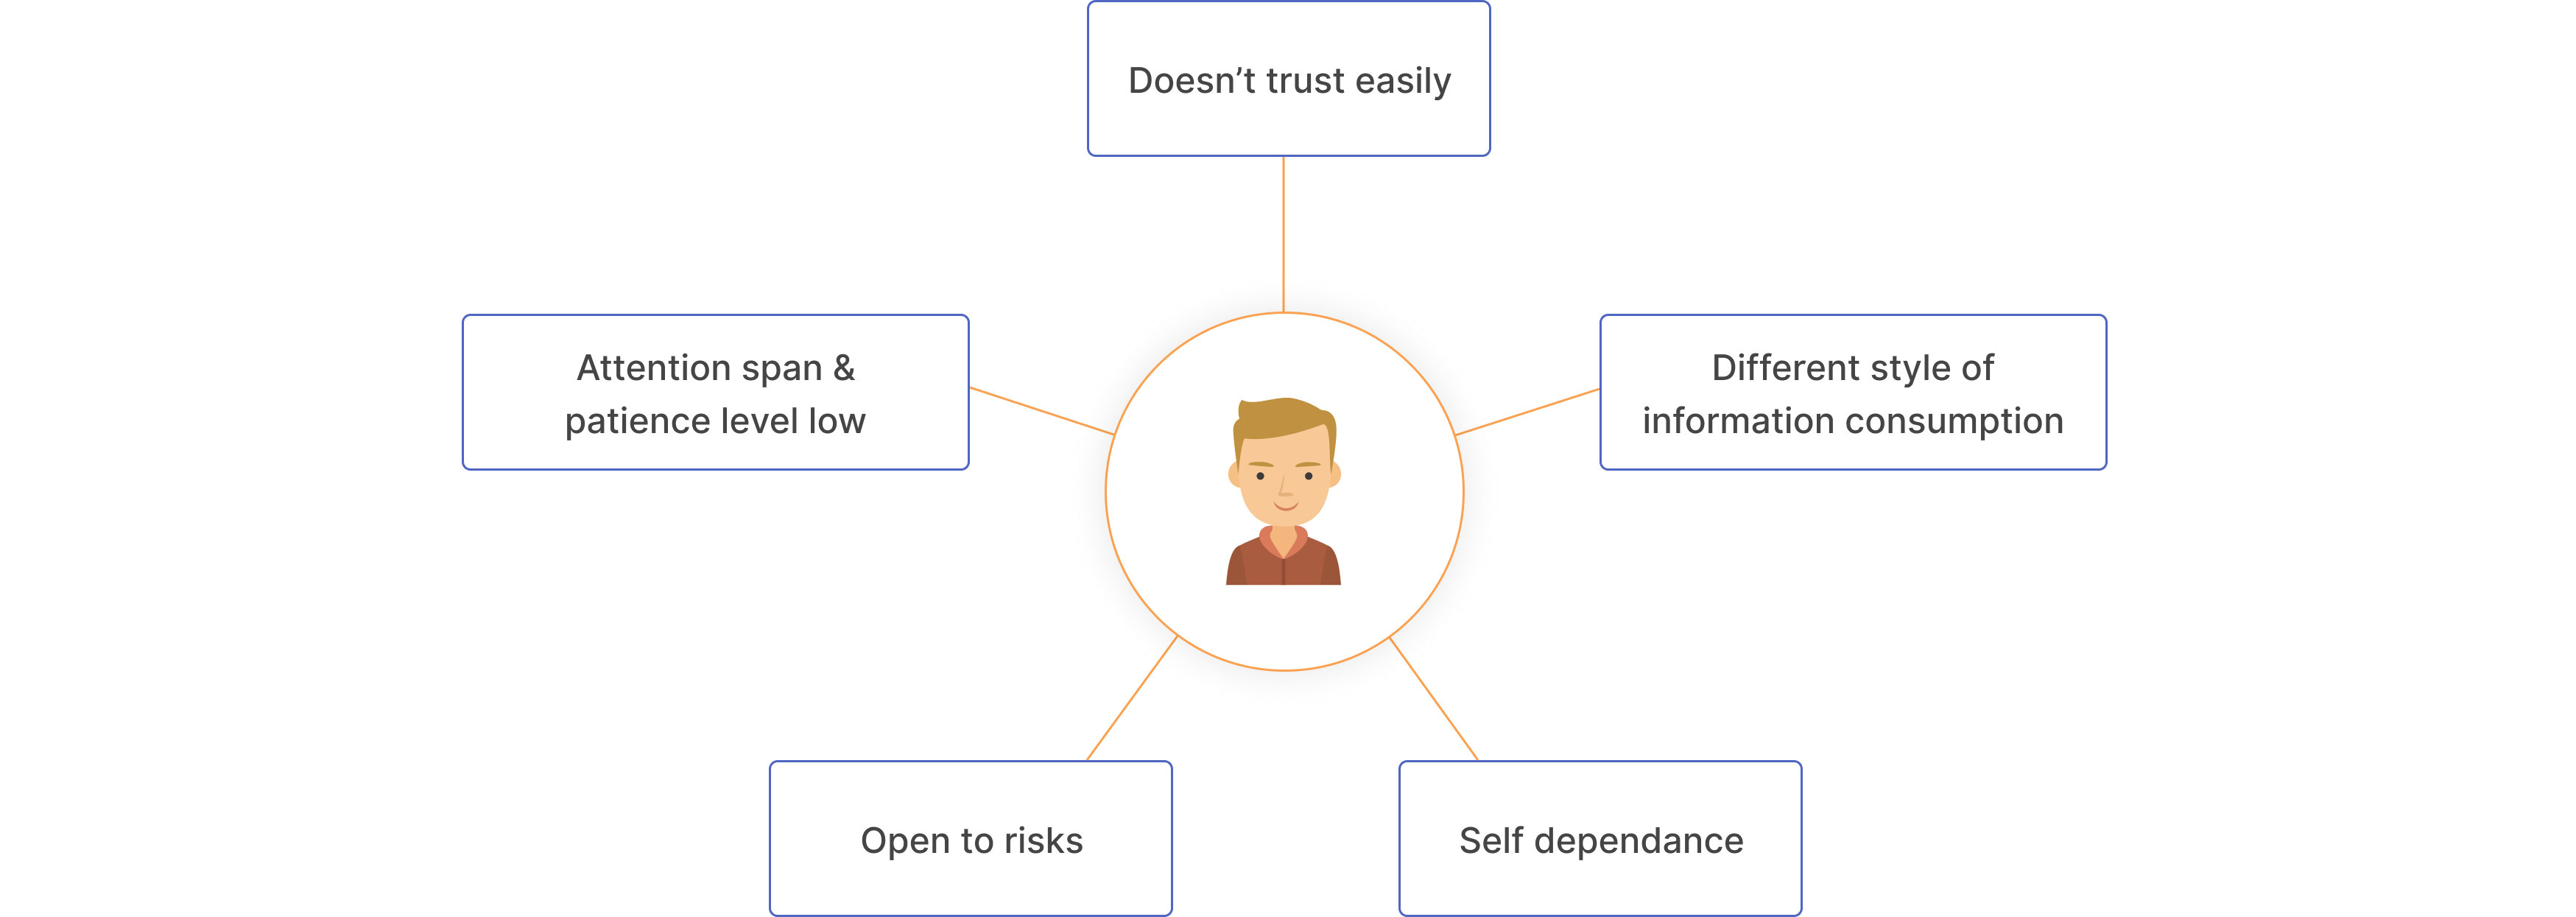 Doesn’t trust easily
Attention span &
patience level low
Different style of
information consumption
Open to risks
Self dependance